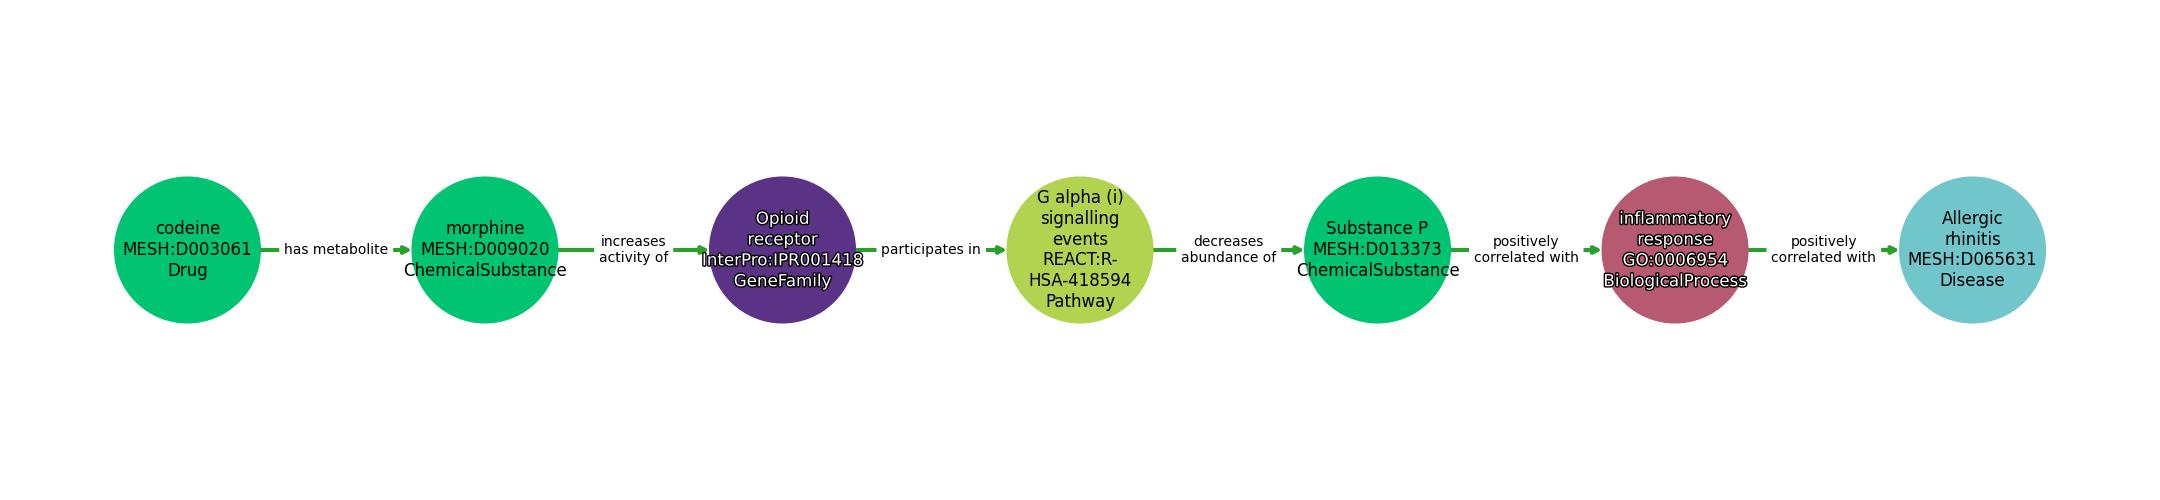 codeine
MESH:D003061
Drug
has metabolite
morphine
MESH:D009020
ChemicalSubstance
increases
activity of
Opioid
receptor
InterPro:IPR001418
GeneFamily
participates in
G alpha (i)
signalling
events
REACT:R-
HSA-418594
Pathway
decreases
abundance of
Substance P
MESH:D013373
ChemicalSubstance
positively
correlated with
inflammatory
response
GO:0006954
BiologicalProcess
positively
correlated with
Allergic
rhinitis
MESH:D065631
Disease